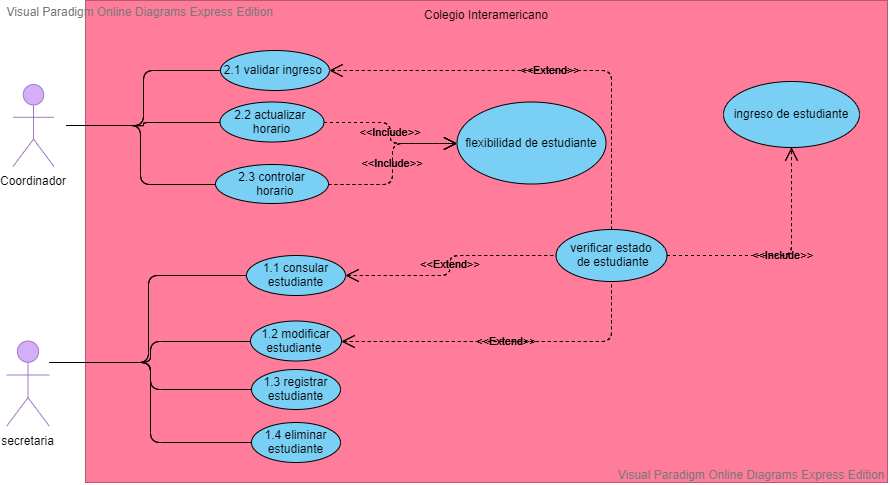 Visual Paradigm Online Diagrams Express Edition
Colegio Interamericano
2.1 validar ingreso
<<Extend>>
2.2 actualizar
horario
<<Include>>
flexibilidad de estudiante
ingreso de estudiante
<<Include>>
2.3 controlar
horario
Coordinador
verificar estado
de estudiante
<<Include>>
1.1 consular
estudiante
<<Extend>>
1.2 modificar
estudiante
<<Extend>>
1.3 registrar
estudiante
secretaria
1.4 eliminar
estudiante
Visual Paradigm Online Diagrams Express Edition